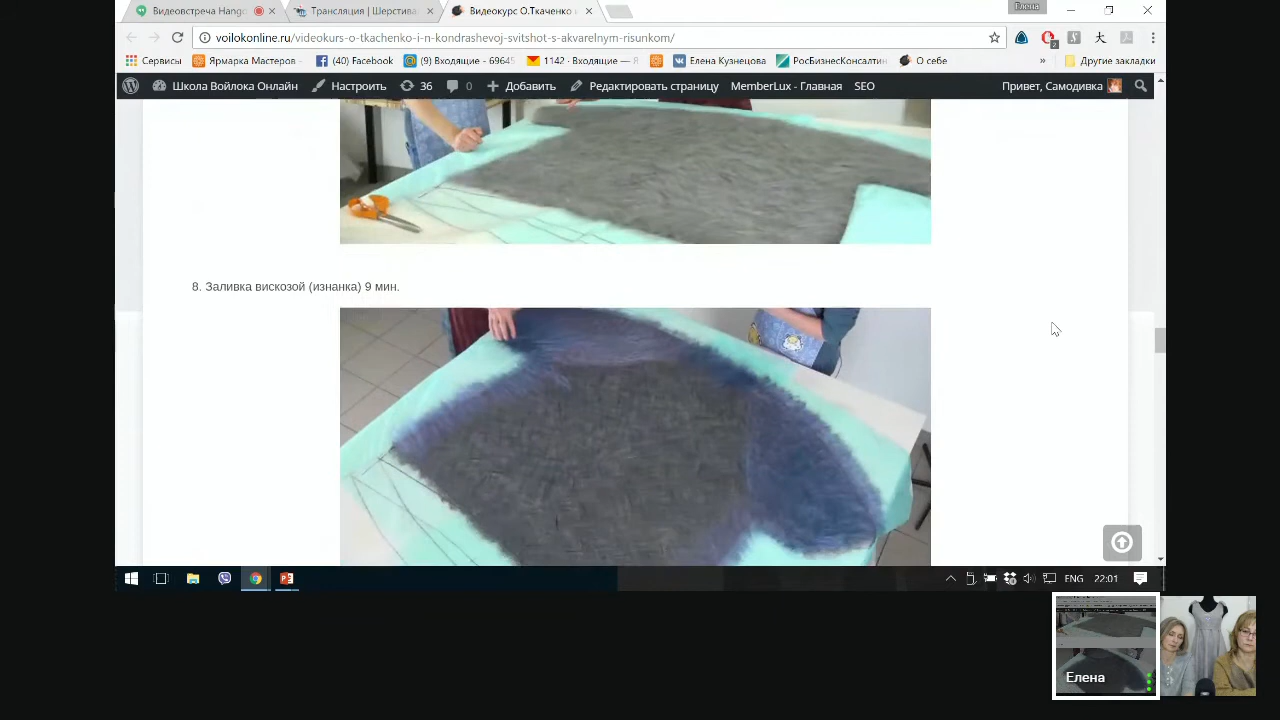 Елена
Видеовстреча Hango
Трансляция | Шерстива
Видеокурс О.Ткаченко и
voilokonline.ru/videokurs-o-tkachenko-i-n-kondrashevoj-svitshot-s-akvarelnym-risunkom/
Сервисы
Ярмарка Мастеров -
(40) Facebook
(9) Входящие - 69645
114 · Входящие — Я
Елена Кузнецова
РосБизнесКонсалтин
О себе
»
Другие закладки
Школа Войлока Онлайн
Настроить
36
0
Добавить
Редактировать страницу
MemberLux - Главная
SEO
Привет, Самодивка
8. Заливка вискозой (изнанка) 9 мин.
ENG
22:01
Елена